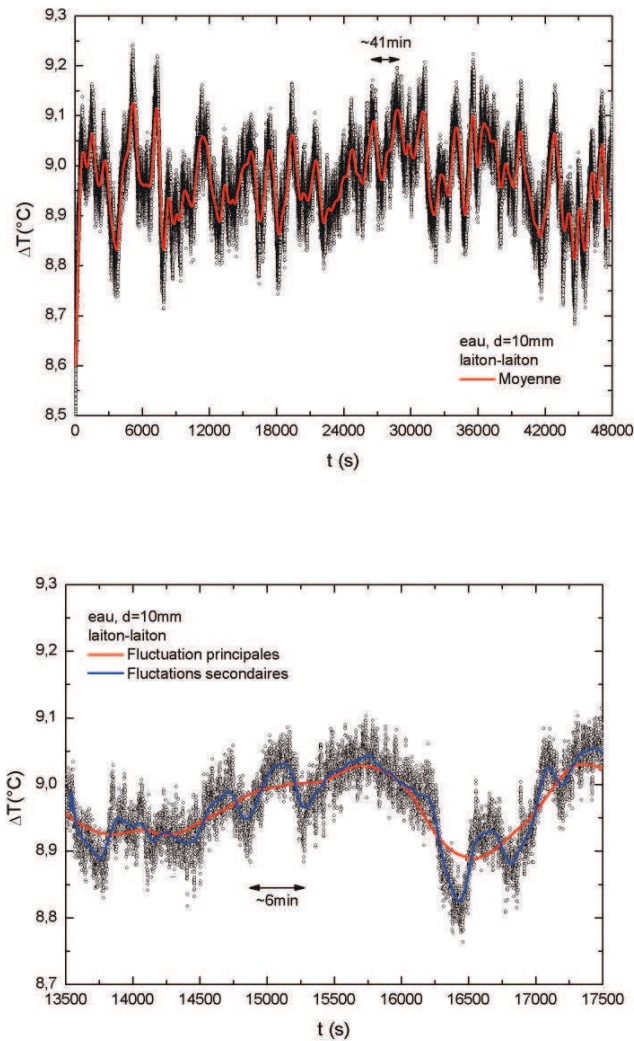 9,3
9,2
9,1
9,0
8,9
8,8
8,7
8,6
8,5
ΔT(°C)
~41min
eau, d=10mm
laiton-laiton
Moyenne
0 6000 12000 18000 24000 30000 36000 42000 48000
t (s)
9,3
9,2
9,1
9,0
8,9
8,8
8,7
ΔT(°C)
eau, d=10mm
laiton-laiton
Fluctuation principales
Fluctations secondaires
~6min
13500 14000 14500 15000 15500 16000 16500 17000 17500
t (s)